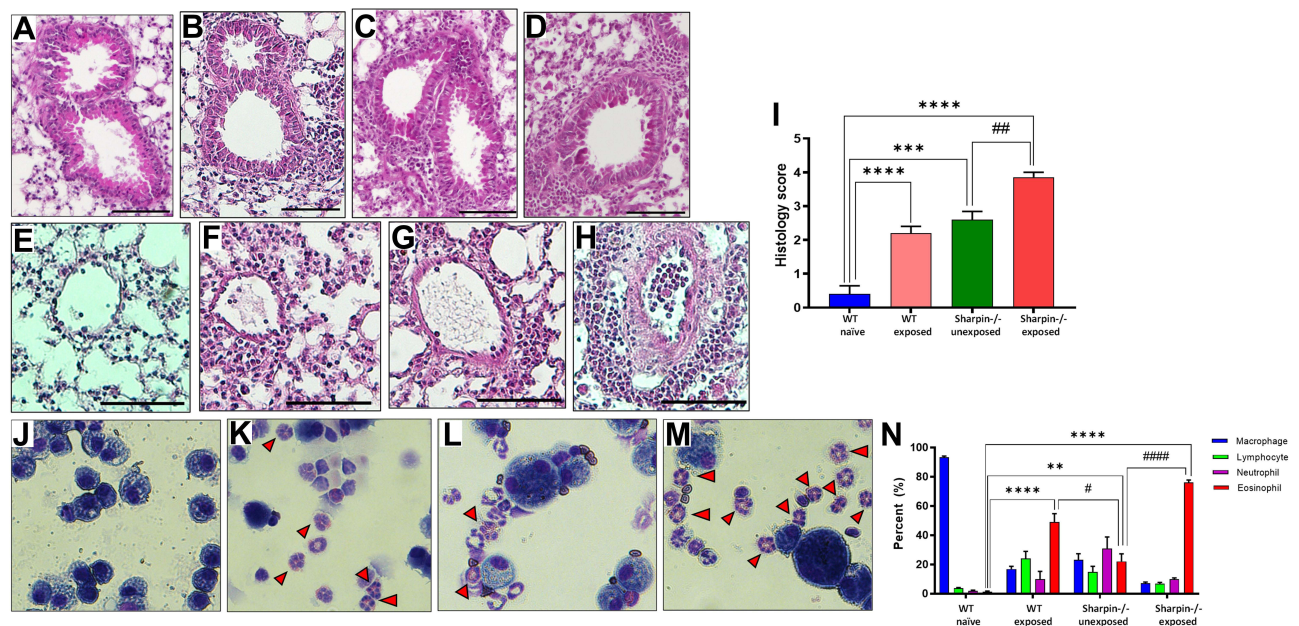 A
B
C
D
E
F
G
H
I
****
##
***
****
5
4
3
2
1
0
Histology score
WT
naïve
WT
exposed
Sharpin-/-
unexposed
Sharpin-/-
exposed
J
K
L
M
N
****
####
**
****
#
100
80
60
40
20
0
Percent (%)
WT
naïve
WT
exposed
Sharpin-/-
unexposed
Sharpin-/-
exposed
Macrophage
Lymphocyte
Neutrophil
Eosinophil